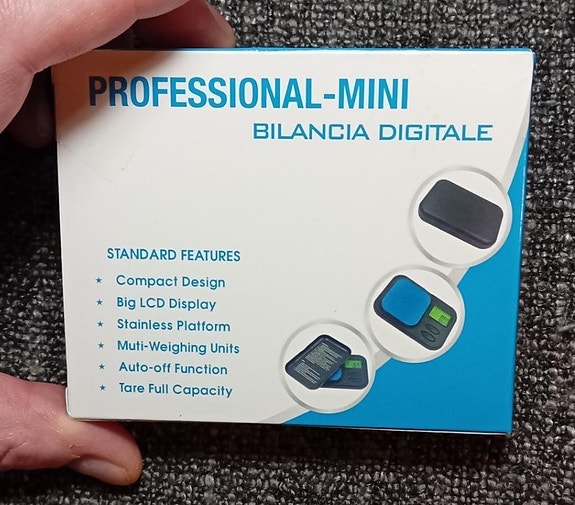 PROFESSIONAL-MINI
BILANCIA DIGITALE
STANDARD FEATURES
★ Compact Design
★ Big LCD Display
★ Stainless Platform
★ Muti-Weighing Units
★ Auto-off Function
★ Tare Full Capacity